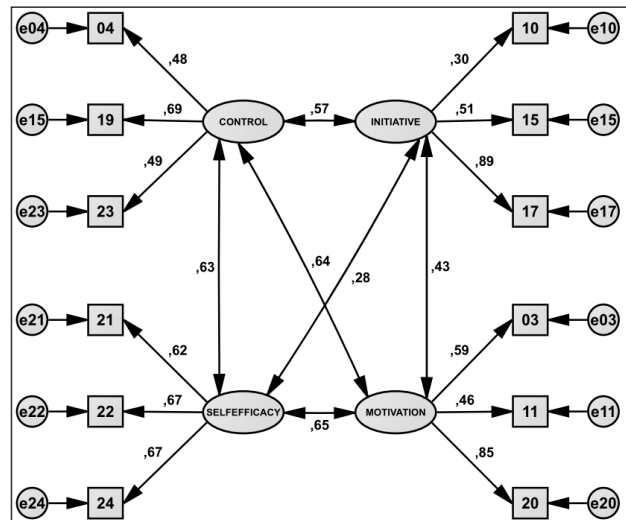 e04 04 10 e10
,48 ,30
e15 19 ,69 CONTROL ,57 INITIATIVE ,51 15 e15
,49 ,89
e23 23 17 e17
,63 ,64 ,28 ,43
e21 21 03 e03
,62 ,59
e22 22 ,67 SELFEFFICACY ,65 MOTIVATION ,46 11 e11
,67 ,85
e24 24 20 e20